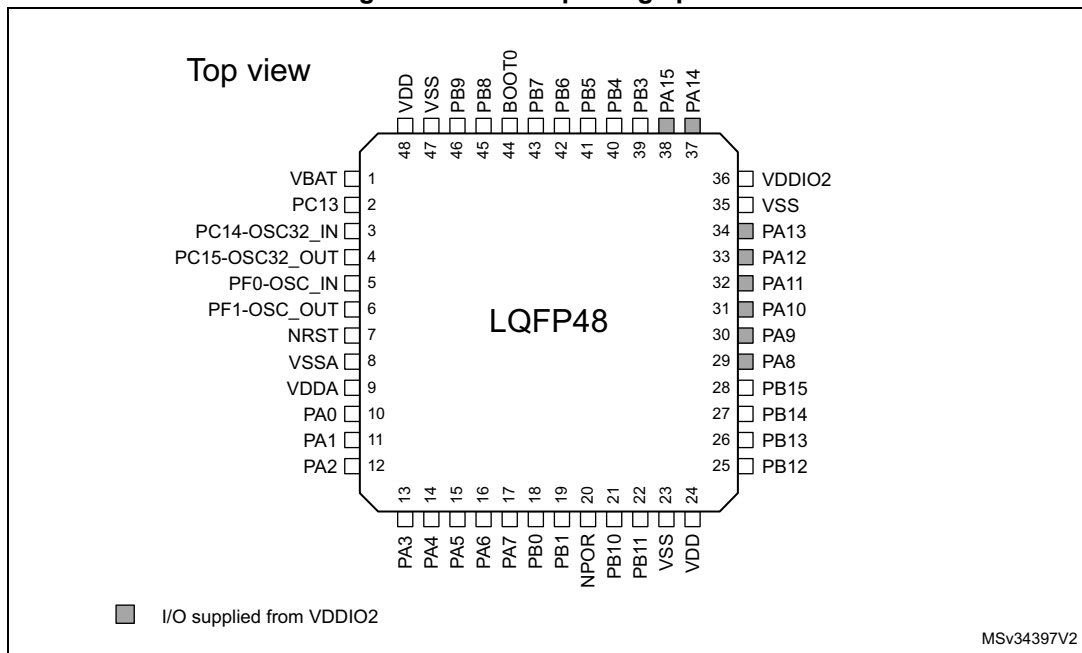 Top view
48 VDD
47 VSS
46 PB9
45 PB8
44 BOOT0
43 PB7
42 PB6
41 PB5
40 PB4
39 PB3
38 PA15
37 PA14
VBAT 1
PC13 2
PC14-OSC32_IN 3
PC15-OSC32_OUT 4
PF0-OSC_IN 5
PF1-OSC_OUT 6
NRST 7
VSSA 8
VDDA 9
PA0 10
PA1 11
PA2 12
LQFP48
36 VDDIO2
35 VSS
34 PA13
33 PA12
32 PA11
31 PA10
30 PA9
29 PA8
28 PB15
27 PB14
26 PB13
25 PB12
PA3 13
PA4 14
PA5 15
PA6 16
PA7 17
PB0 18
PB1 19
NPOR 20
PB10 21
PB11 22
VSS 23
VDD 24
I/O supplied from VDDIO2
MSv34397V2